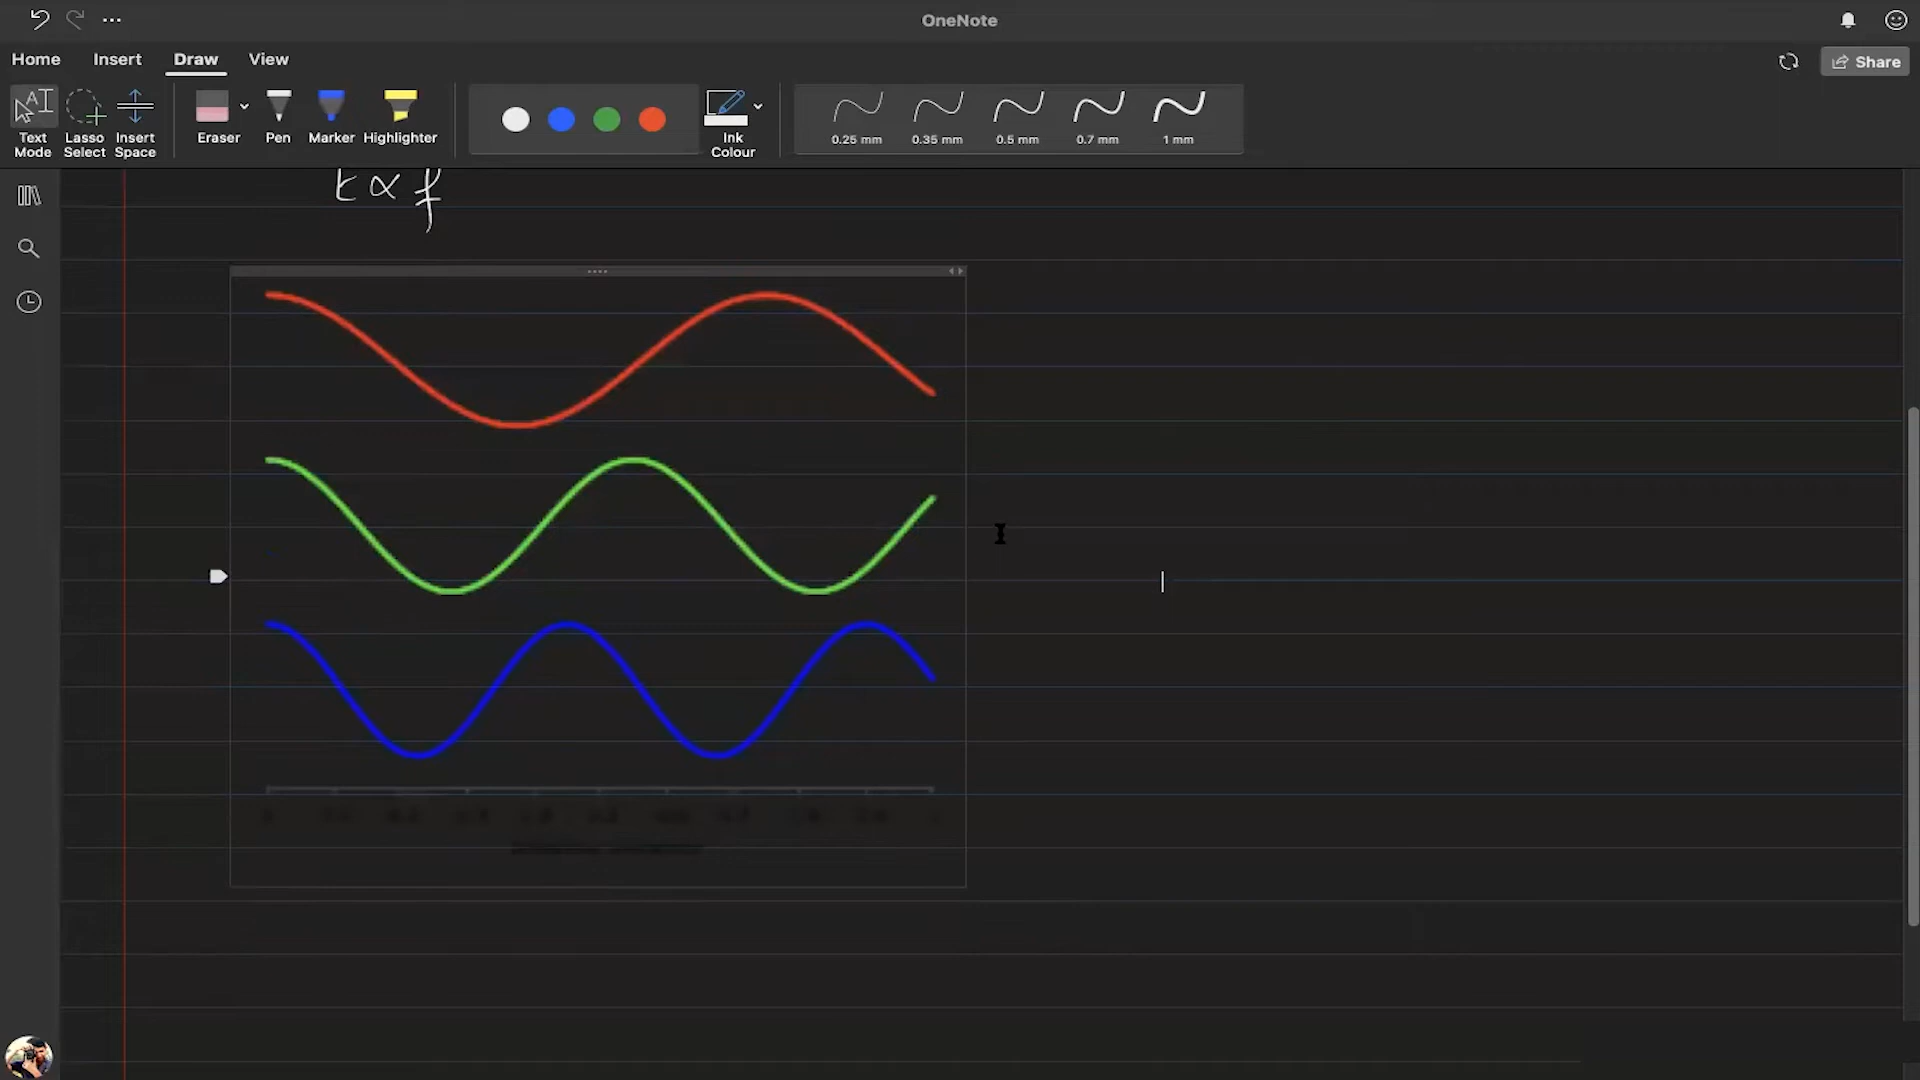 OneNote
Home Insert Draw View
Share
Text Mode
Lasso Select
Insert Space
Eraser
Pen
Marker
Highlighter
Ink Colour
0.25 mm
0.35 mm
0.5 mm
0.7 mm
1 mm
∝ f